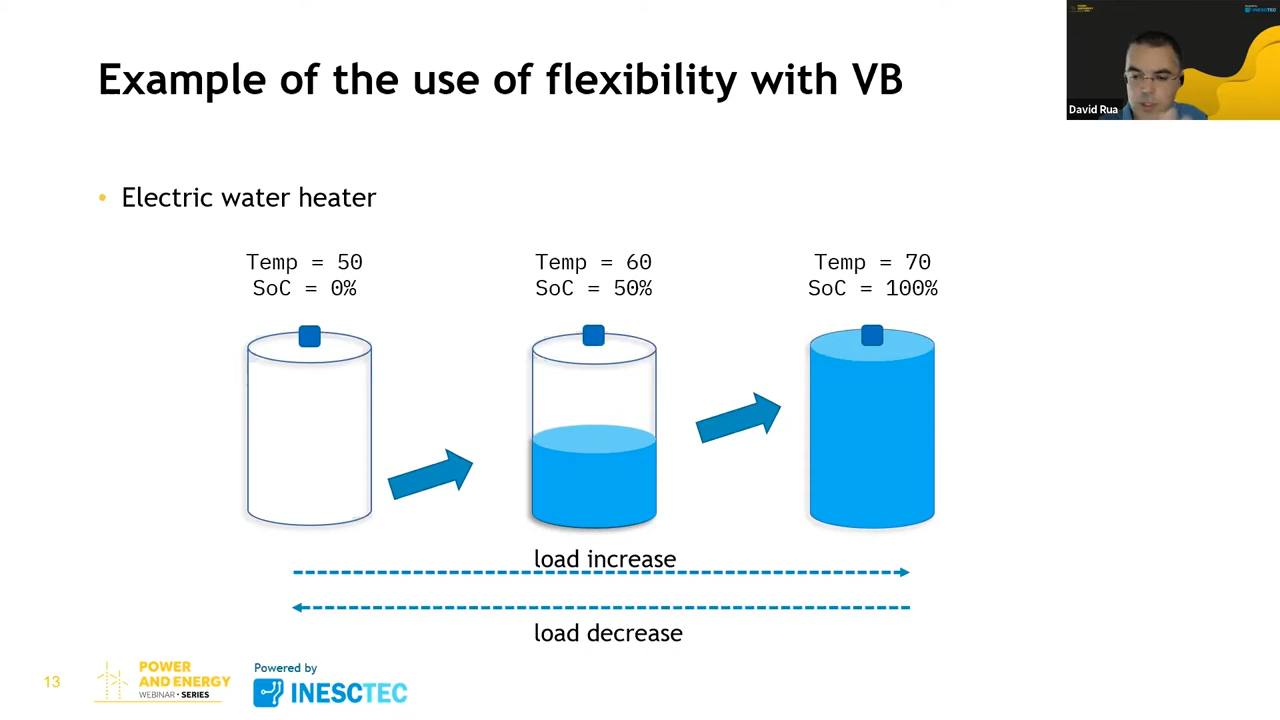 Example of the use of flexibility with VB
David Rua
• Electric water heater
Temp = 50
SoC = 0%
Temp = 60
SoC = 50%
Temp = 70
SoC = 100%
load increase
load decrease
13
POWER
AND ENERGY
WEBINAR • SERIES
Powered by
INESCTEC
INESCTEC